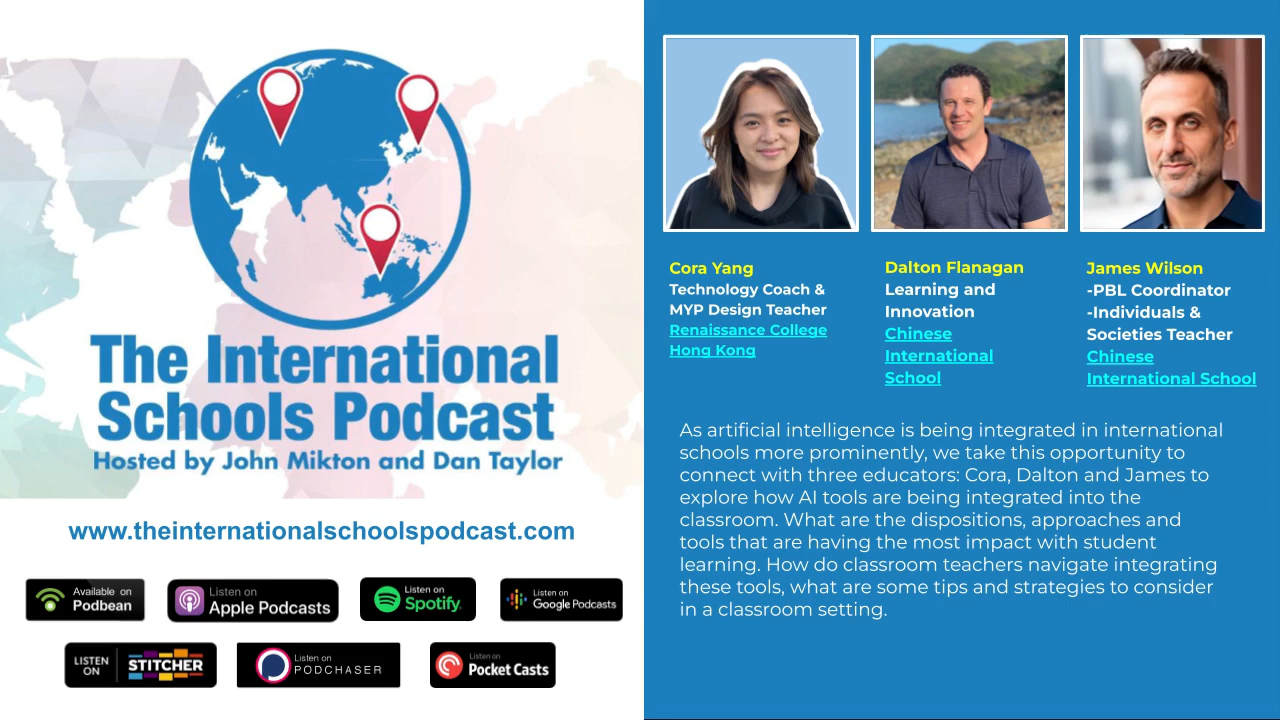 The International
Schools Podcast
Hosted by John Mikton and Dan Taylor
www.theinternationalschoolspodcast.com
Available on
Podbean
Listen on
Apple Podcasts
Listen on
Spotify
Listen on
Google Podcasts
LISTEN
ON
STITCHER
Listen on
PODCHASER
Listen on
Pocket Casts
Cora Yang
Technology Coach &
MYP Design Teacher
Renaissance College
Hong Kong
Dalton Flanagan
Learning and
Innovation
Chinese
International
School
James Wilson
-PBL Coordinator
-Individuals &
Societies Teacher
Chinese
International School
As artificial intelligence is being integrated in international
schools more prominently, we take this opportunity to
connect with three educators: Cora, Dalton and James to
explore how AI tools are being integrated into the
classroom. What are the dispositions, approaches and
tools that are having the most impact with student
learning. How do classroom teachers navigate integrating
these tools, what are some tips and strategies to consider
in a classroom setting.